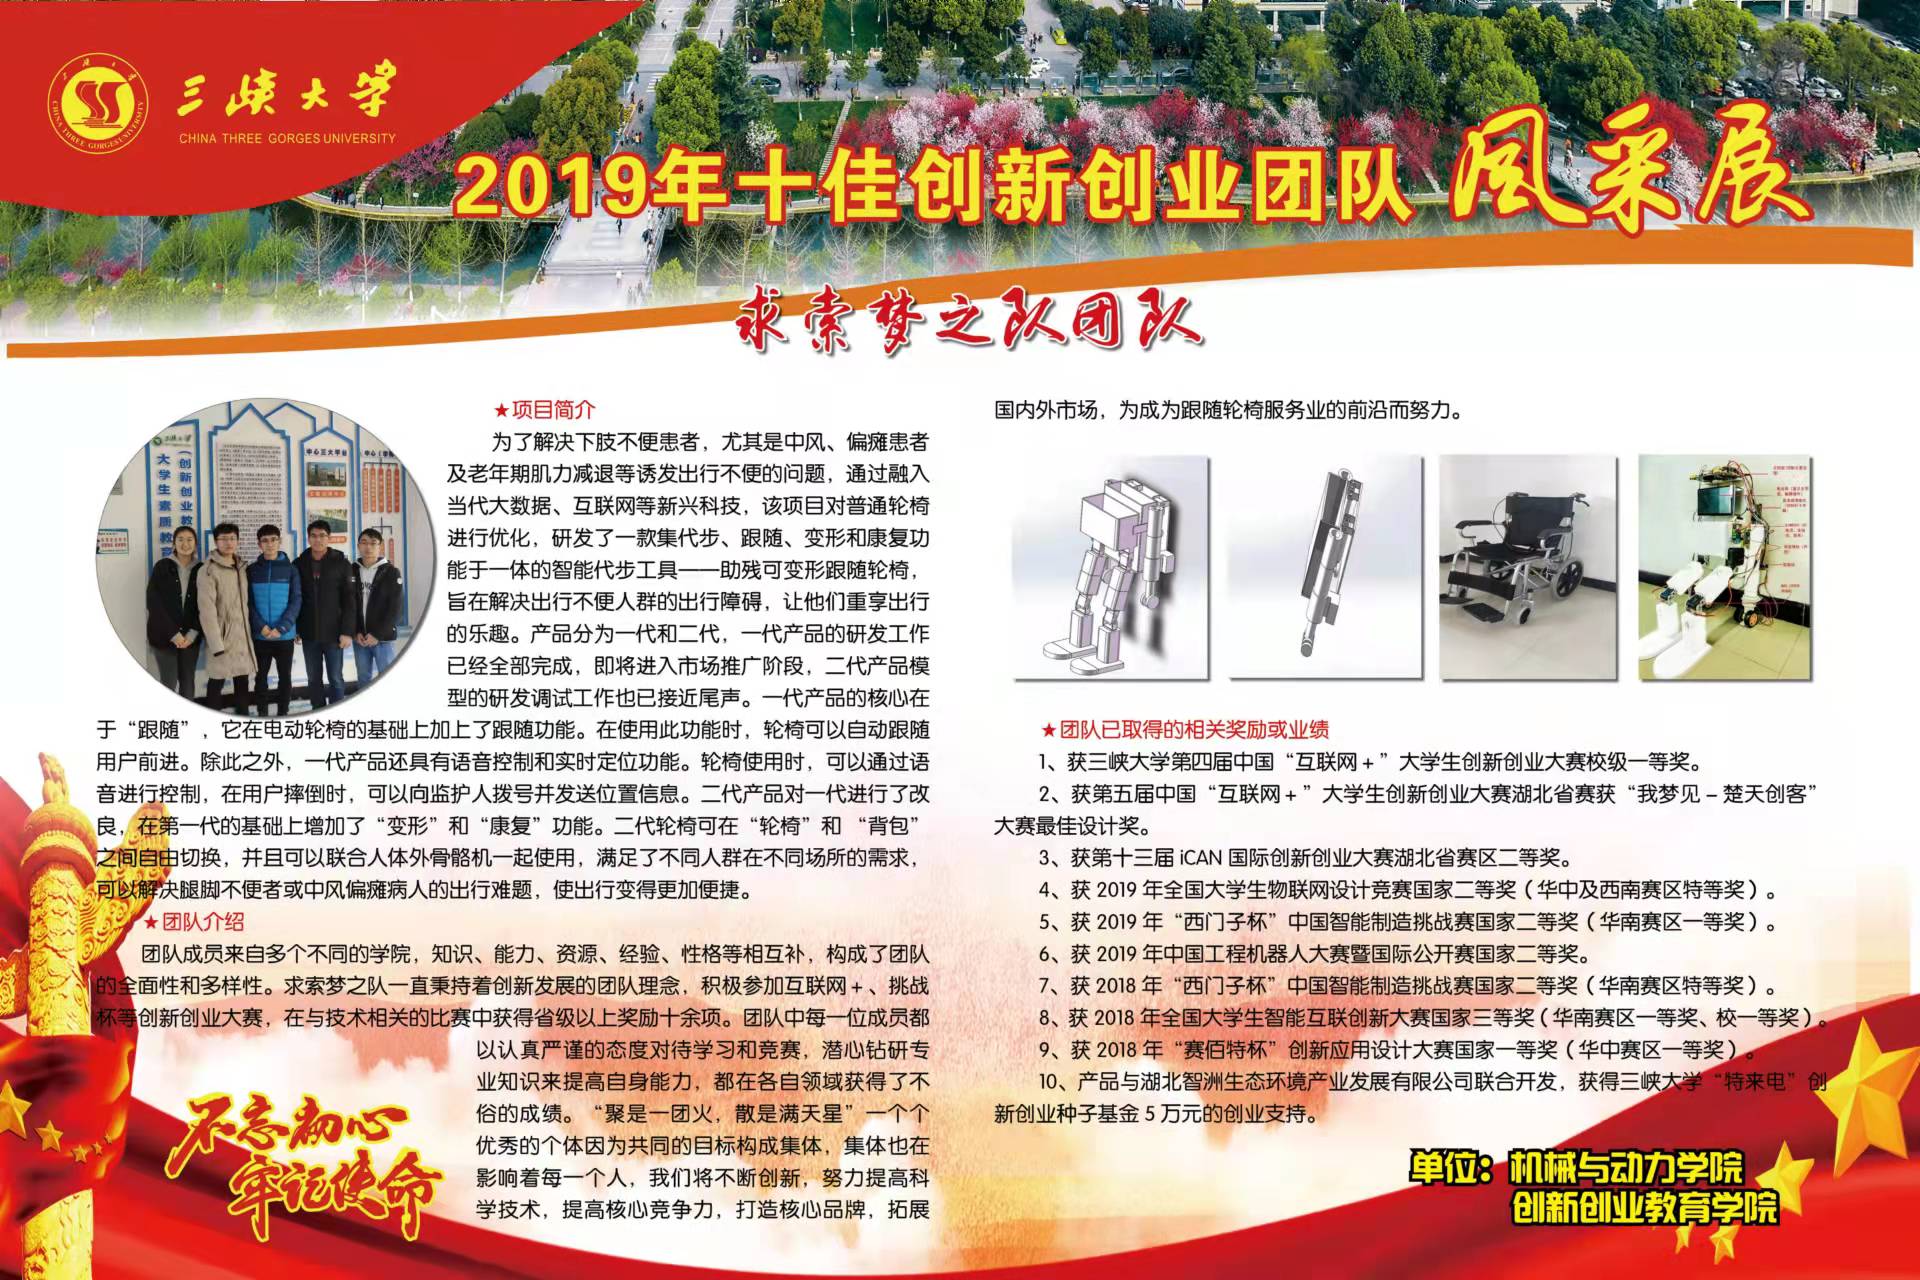 三峡大学
CHINA THREE GORGES UNIVERSITY
三峡大学
CHINA THREE GORGES UNIVERSITY
2019年十佳创新创业团队 风采展
求索梦之队团队
★项目简介
为了解决下肢不便患者，尤其是中风、偏瘫患者
及老年期肌力减退等诱发出行不便的问题，通过融入
当代大数据、互联网等新兴科技，该项目对普通轮椅
进行优化，研发了一款集代步、跟随、变形和康复功
能于一体的智能代步工具——助残可变形跟随轮椅，
旨在解决出行不便人群的出行障碍，让他们重享出行
的乐趣。产品分为一代和二代，一代产品的研发工作
已经全部完成，即将进入市场推广阶段，二代产品模
型的研发调试工作也已接近尾声。一代产品的核心在
于“跟随”，它在电动轮椅的基础上加上了跟随功能。在使用此功能时，轮椅可以自动跟随
用户前进。除此之外，一代产品还具有语音控制和实时定位功能。轮椅使用时，可以通过语
音进行控制，在用户摔倒时，可以向监护人拨号并发送位置信息。二代产品对一代进行了改
良，在第一代的基础上增加了“变形”和“康复”功能。二代轮椅可在“轮椅”和 “背包”
之间自由切换，并且可以联合人体外骨骼机一起使用，满足了不同人群在不同场所的需求，
可以解决腿脚不便者或中风偏瘫病人的出行难题，使出行变得更加便捷。
★团队介绍
团队成员来自多个不同的学院，知识、能力、资源、经验、性格等相互补，构成了团队
的全面性和多样性。求索梦之队一直秉持着创新发展的团队理念，积极参加互联网+、挑战
杯等创新创业大赛，在与技术相关的比赛中获得省级以上奖励十余项。团队中每一位成员都
以认真严谨的态度对待学习和竞赛，潜心钻研专
业知识来提高自身能力，都在各自领域获得了不
俗的成绩。“聚是一团火，散是满天星”一个个
优秀的个体因为共同的目标构成集体，集体也在
影响着每一个人，我们将不断创新，努力提高科
学技术，提高核心竞争力，打造核心品牌，拓展
国内外市场，为成为跟随轮椅服务业的前沿而努力。
三峡大学
（创新创业教
大学生素质教育
★团队已取得的相关奖励或业绩
1、获三峡大学第四届中国“互联网+”大学生创新创业大赛校级一等奖。
2、获第五届中国“互联网+”大学生创新创业大赛湖北省赛获“我梦见-楚天创客”
大赛最佳设计奖。
3、获第十三届 iCAN 国际创新创业大赛湖北省赛区二等奖。
4、获 2019 年全国大学生物联网设计竞赛国家二等奖（华中及西南赛区特等奖）。
5、获 2019 年“西门子杯”中国智能制造挑战赛国家二等奖（华南赛区一等奖）。
6、获 2019 年中国工程机器人大赛暨国际公开赛国家二等奖。
7、获 2018 年“西门子杯”中国智能制造挑战赛国家二等奖（华南赛区特等奖）。
8、获 2018 年全国大学生智能互联创新大赛国家三等奖（华南赛区一等奖、校一等奖）。
9、获 2018 年“赛佰特杯”创新应用设计大赛国家一等奖（华中赛区一等奖）。
10、产品与湖北智洲生态环境产业发展有限公司联合开发，获得三峡大学“特来电”创
新创业种子基金 5 万元的创业支持。
不忘初心
牢记使命
单位：机械与动力学院
创新创业教育学院